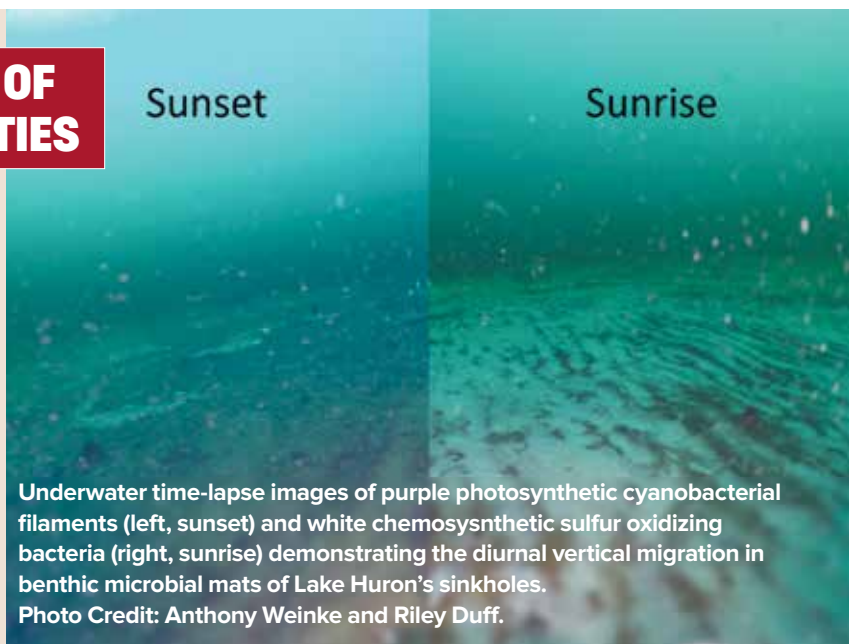 OF
TIES
Sunset
Sunrise
Underwater time-lapse images of purple photosynthetic cyanobacterial
filaments (left, sunset) and white chemosysnthetic sulfur oxidizing
bacteria (right, sunrise) demonstrating the diurnal vertical migration in
benthic microbial mats of Lake Huron’s sinkholes.
Photo Credit: Anthony Weinke and Riley Duff.